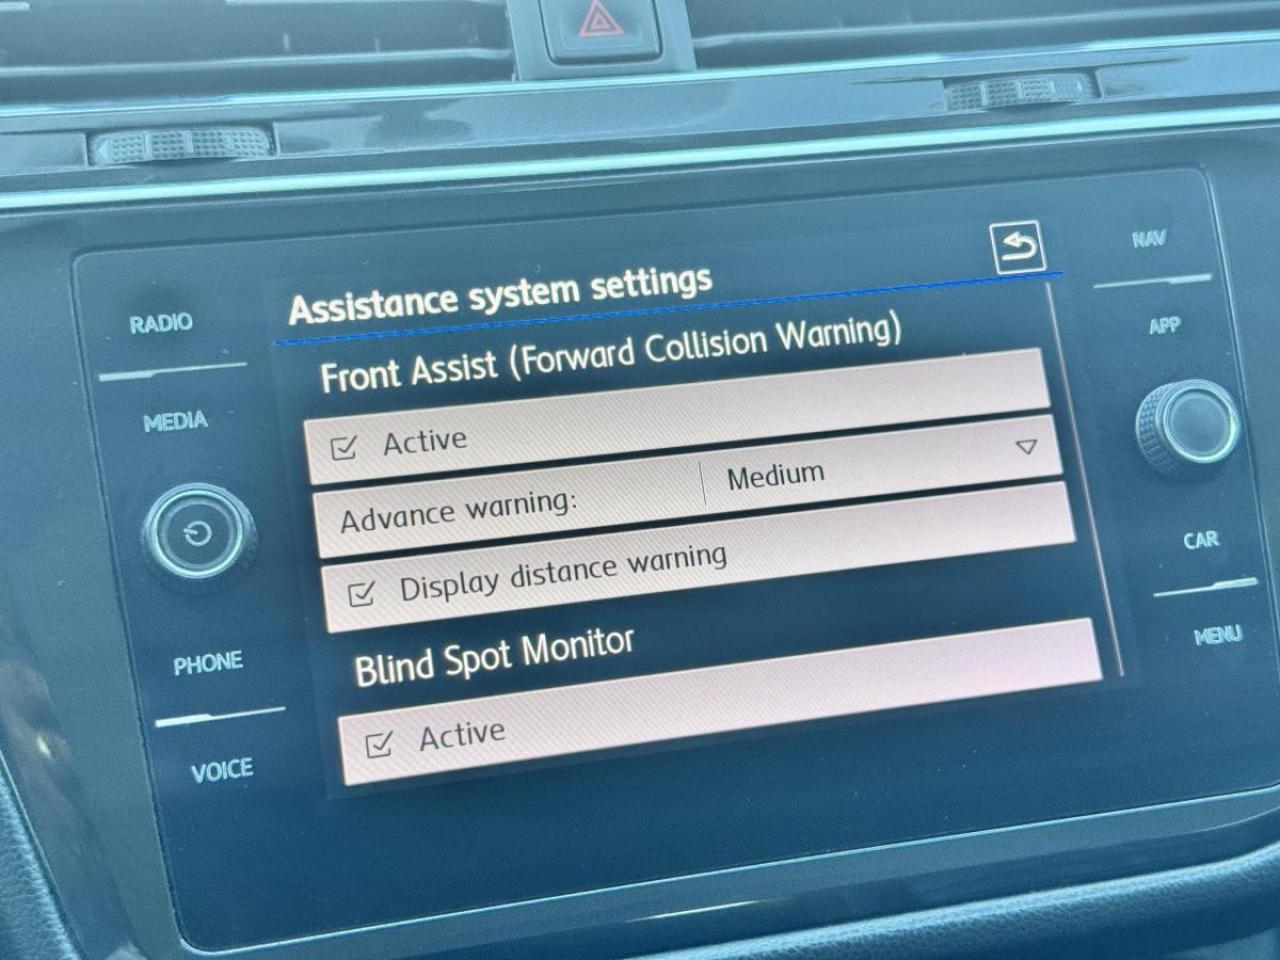 Assistance system settings
Front Assist (Forward Collision Warning)
Active
Advance warning: Medium
Display distance warning
Blind Spot Monitor
Active
RADIO
MEDIA
PHONE
VOICE
NAV
APP
CAR
MENU